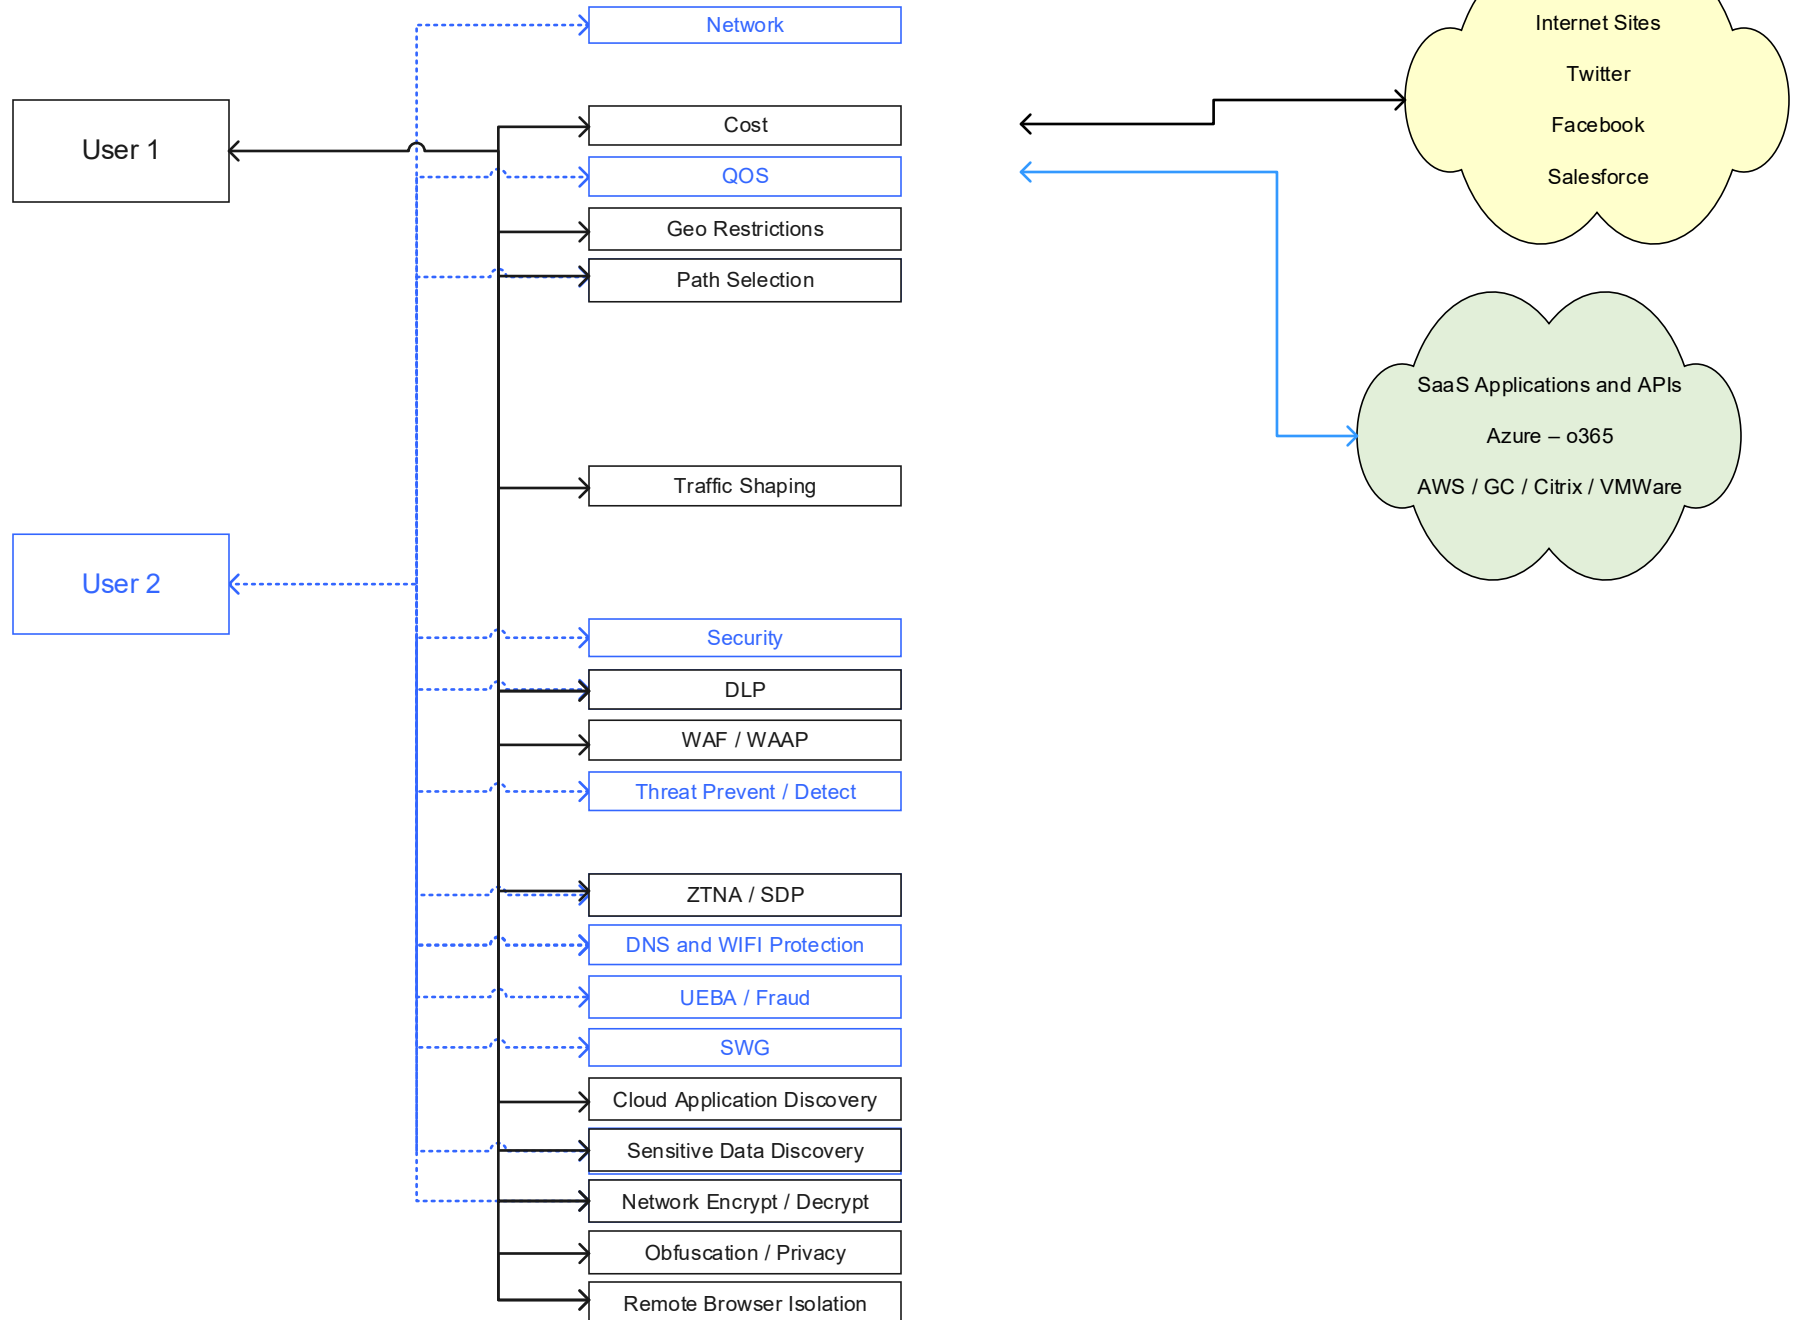 Network
User 1
Cost
QOS
Geo Restrictions
Path Selection
Traffic Shaping
User 2
Security
DLP
WAF / WAAP
Threat Prevent / Detect
ZTNA / SDP
DNS and WIFI Protection
UEBA / Fraud
SWG
Cloud Application Discovery
Sensitive Data Discovery
Network Encrypt / Decrypt
Obfuscation / Privacy
Remote Browser Isolation
Internet Sites
Twitter
Facebook
Salesforce
SaaS Applications and APIs
Azure – o365
AWS / GC / Citrix / VMWare